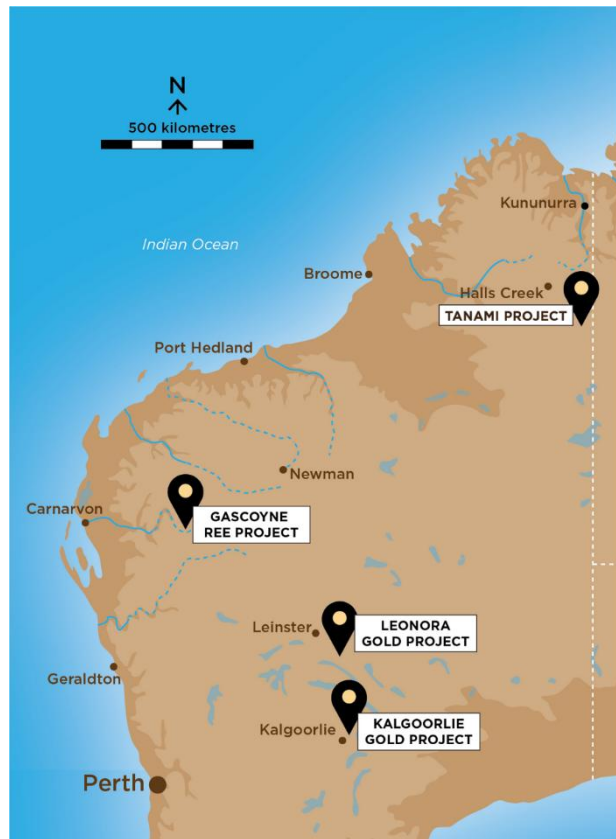 N
500 kilometres
Kununurra
Indian Ocean
Broome
Halls Creek
TANAMI PROJECT
Port Hedland
Newman
Carnarvon
GASCOYNE
REE PROJECT
Leinster
LEONORA
GOLD PROJECT
Geraldton
KALGOORLIE
GOLD PROJECT
Kalgoorlie
Perth